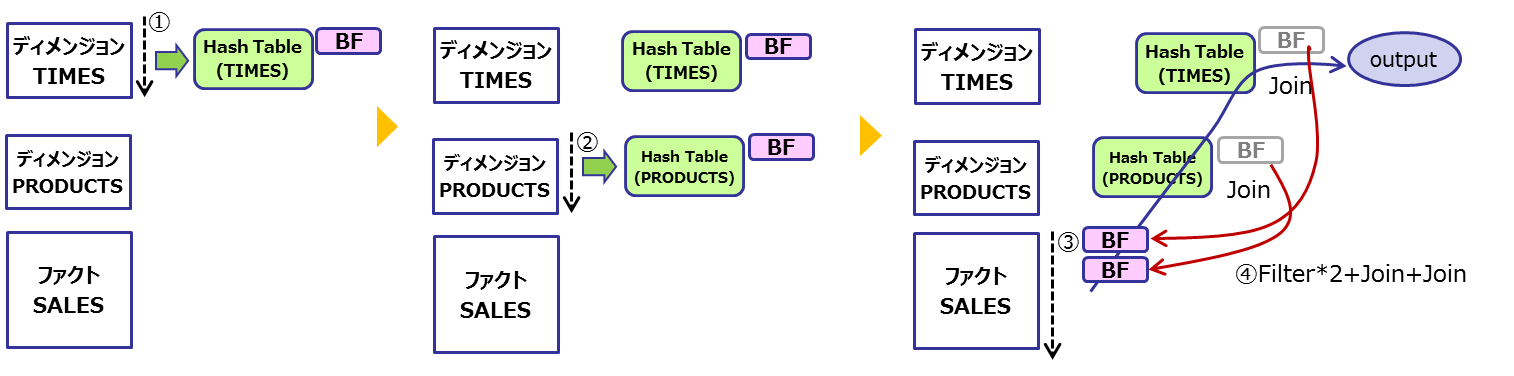 ①
ディメンジョン
TIMES
Hash Table
(TIMES)
BF
ディメンジョン
PRODUCTS
ファクト
SALES
ディメンジョン
TIMES
Hash Table
(TIMES)
BF
ディメンジョン
PRODUCTS
②
Hash Table
(PRODUCTS)
BF
ファクト
SALES
ディメンジョン
TIMES
Hash Table
(TIMES)
BF
Join
output
ディメンジョン
PRODUCTS
Hash Table
(PRODUCTS)
BF
Join
ファクト
SALES
③
BF
BF
④Filter*2+Join+Join